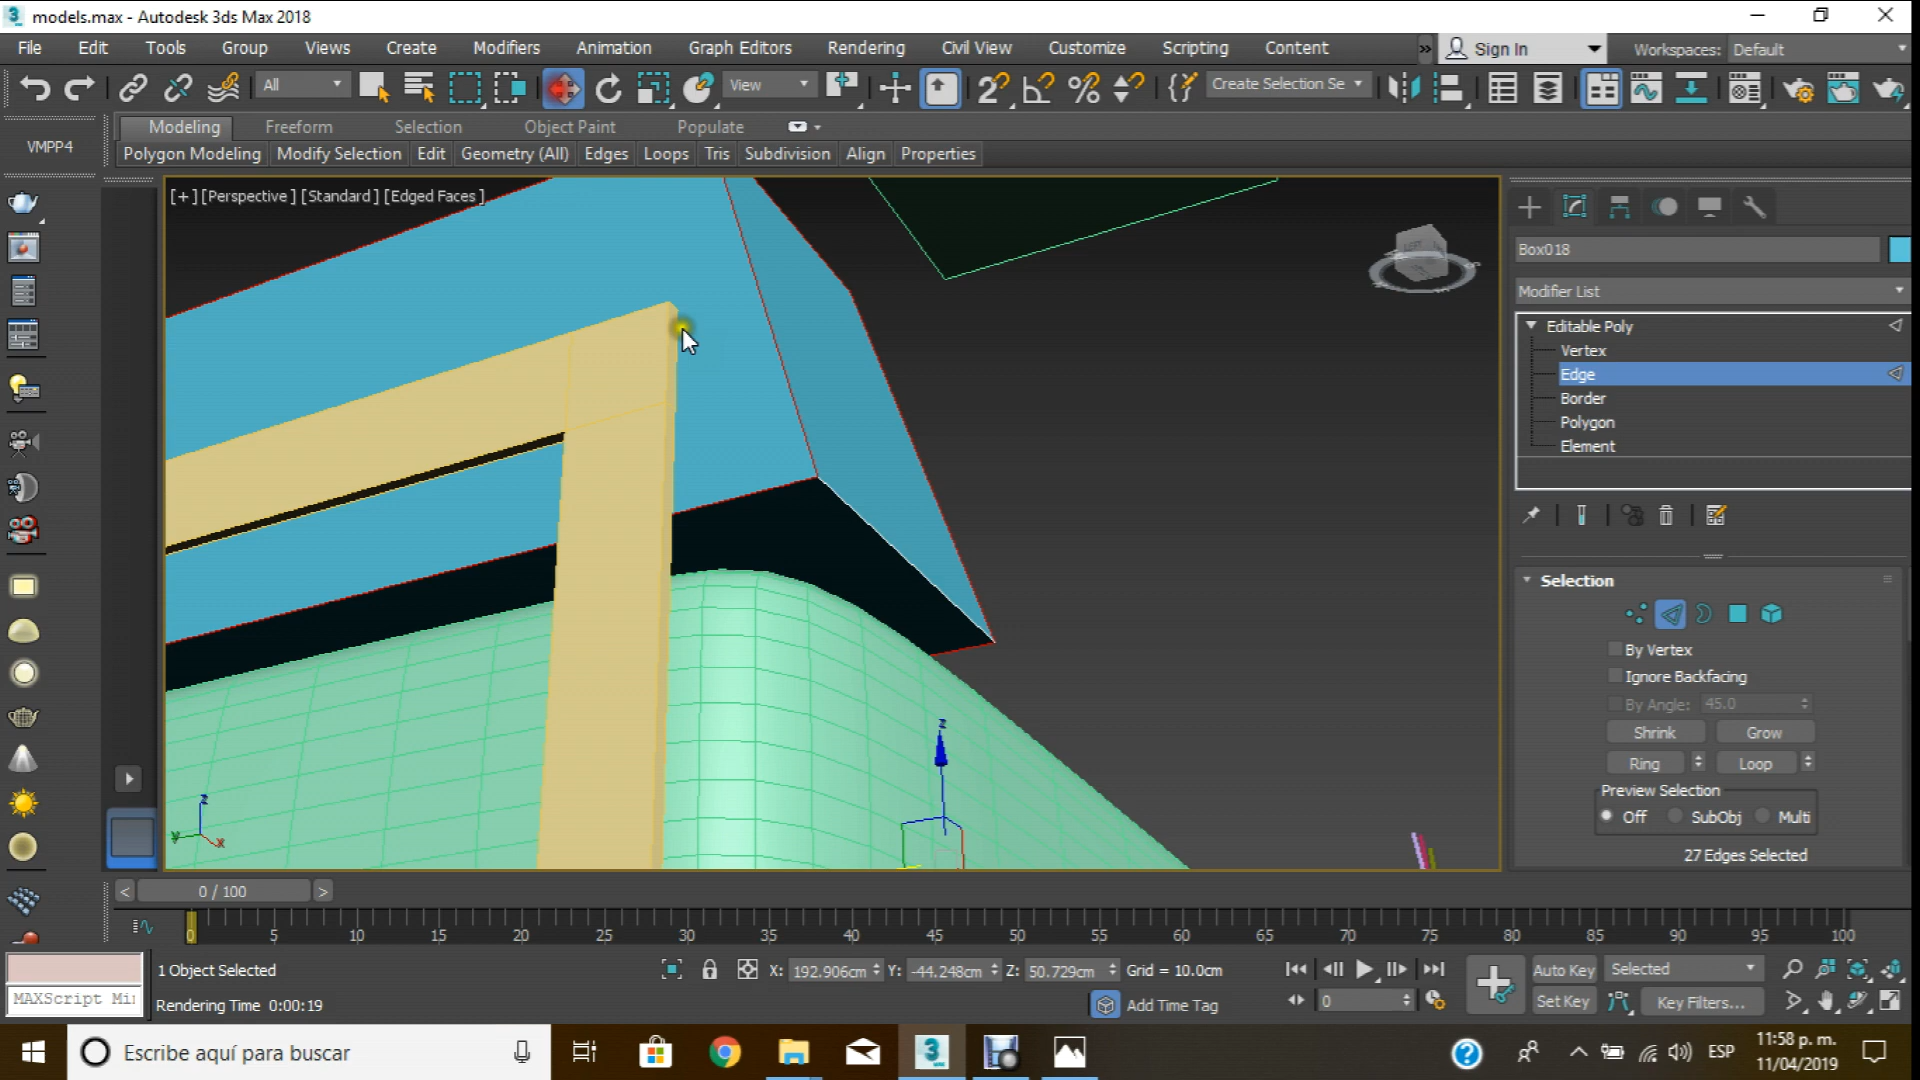 models.max - Autodesk 3ds Max 2018
File Edit Tools Group Views Create Modifiers Animation Graph Editors Rendering Civil View Customize Scripting Content » Sign In Workspaces: Default
All View Create Selection Se
Modeling Freeform Selection Object Paint Populate
VMPP4
Polygon Modeling Modify Selection Edit Edges Geometry (All) Loops Tris Subdivision Align Properties
[+] [Perspective] [Standard] [Edged Faces]
LEFT
Box018
Modifier List
Editable Poly
Vertex
Edge
Border
Polygon
Element
Selection
By Vertex
Ignore Backfacing
By Angle: 45.0
Shrink Grow
Ring Loop
Preview Selection
Off SubObj Multi
27 Edges Selected
z
z
y x
< 0 / 100 >
0 5 10 15 20 25 30 35 40 45 50 55 60 65 70 75 80 85 90 95 100
1 Object Selected X: 192.906cm Y: -44.248cm Z: 50.729cm Grid = 10.0cm Auto Key Selected
MAXScript Mi Rendering Time 0:00:19 Add Time Tag 0 Set Key Key Filters...
Escribe aquí para buscar
ESP
11:58 p. m.
11/04/2019